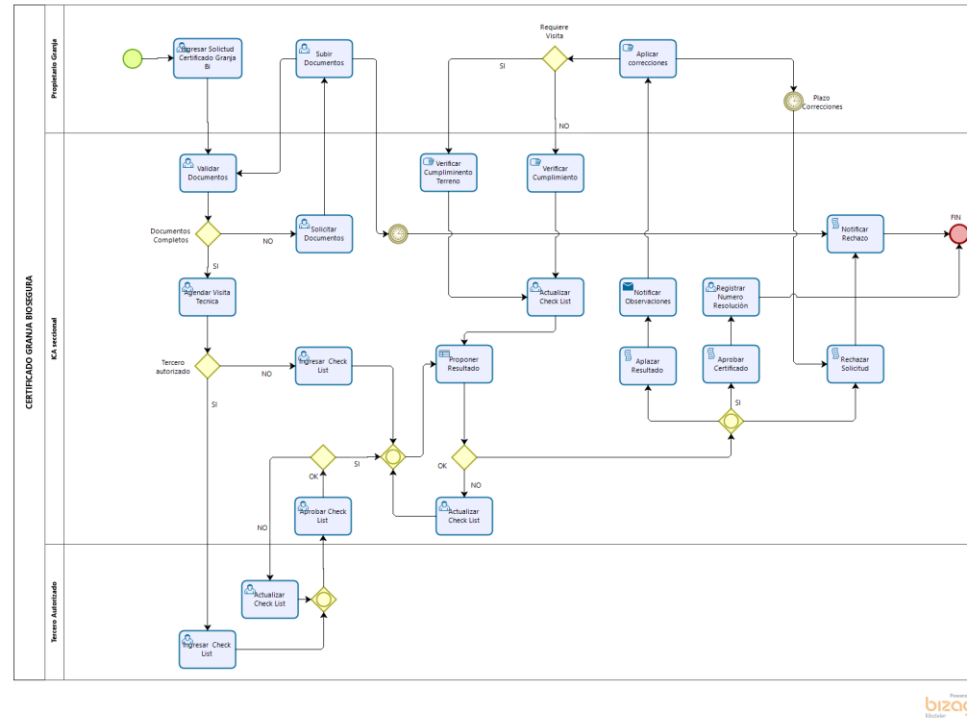 CERTIFICADO GRANJA BIOSEGURA
Propietario Granja
Ingresar Solictud
Certificado Granja
Bi
Subir
Documentos
Requiere
Visita
SI
NO
Aplicar
correcciones
Plazo
Correcciones
ICA seccional
Validar
Documentos
Verificar
Cumpliminento
Terreno
Verificar
Cumplimiento
Documentos
Completos
NO
SI
Solicitar
Documentos
Notificar
Rechazo
FIN
Agendar Visita
Tecnica
Actualizar
Check List
Notificar
Observaciones
Registrar
Numero
Resolución
Tercero
autorizado
NO
SI
Ingresar Check
List
Proponer
Resultado
Aplazar
Resultado
Aprobar
Certificado
Rechazar
Solicitud
SI
OK
SI
NO
OK
NO
Aprobar Check
List
Actualizar
Check List
Tercero Autorizado
Actualizar
Check List
Ingresar Check
List
Powered
bizag
Modeler